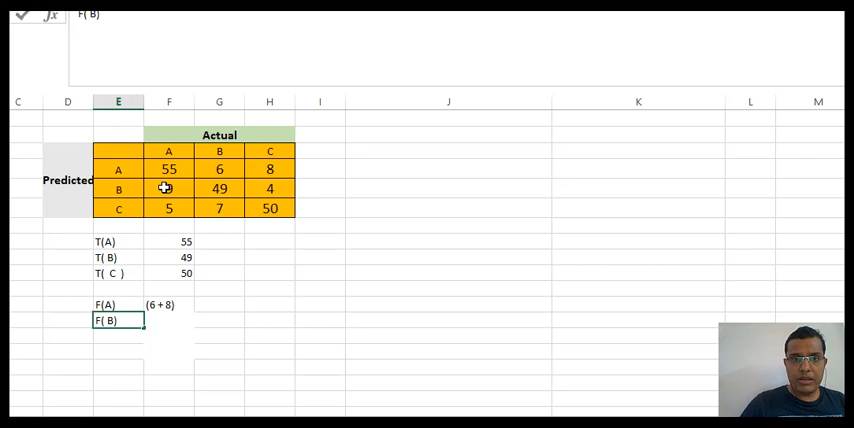 fx F( B)
C D E F G H I J K L M
Actual
A B C
A 55 6 8
Predicted
B 49 4
C 5 7 50
T(A) 55
T( B) 49
T( C ) 50
F(A) (6 + 8)
F( B)